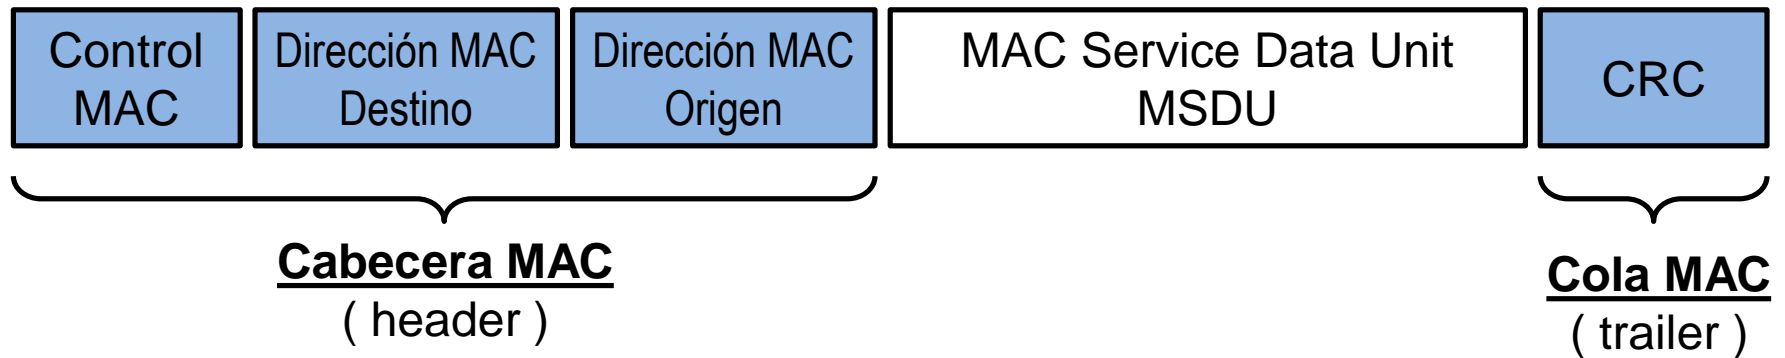 Control
MAC
Dirección MAC
Destino
Dirección MAC
Origen
MAC Service Data Unit
MSDU
CRC
Cabecera MAC
( header )
Cola MAC
( trailer )